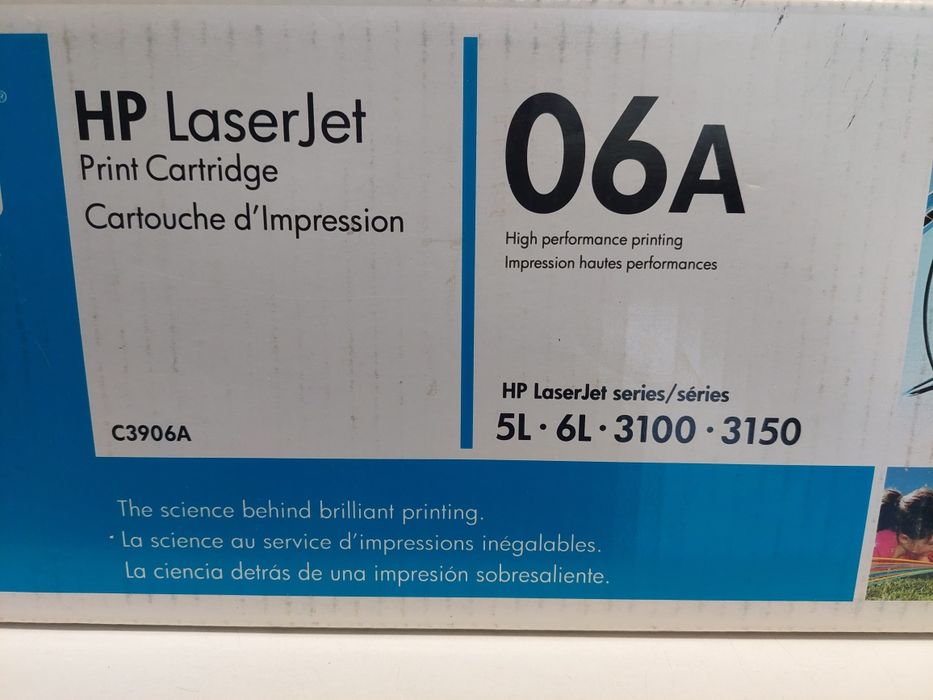 ®
HP LaserJet
Print Cartridge
Cartouche d'Impression
C3906A
06A
High performance printing
Impression hautes performances
HP LaserJet series/séries
5L · 6L · 3100 · 3150
The science behind brilliant printing.
La science au service d'impressions inégalables.
La ciencia detrás de una impresión sobresaliente.